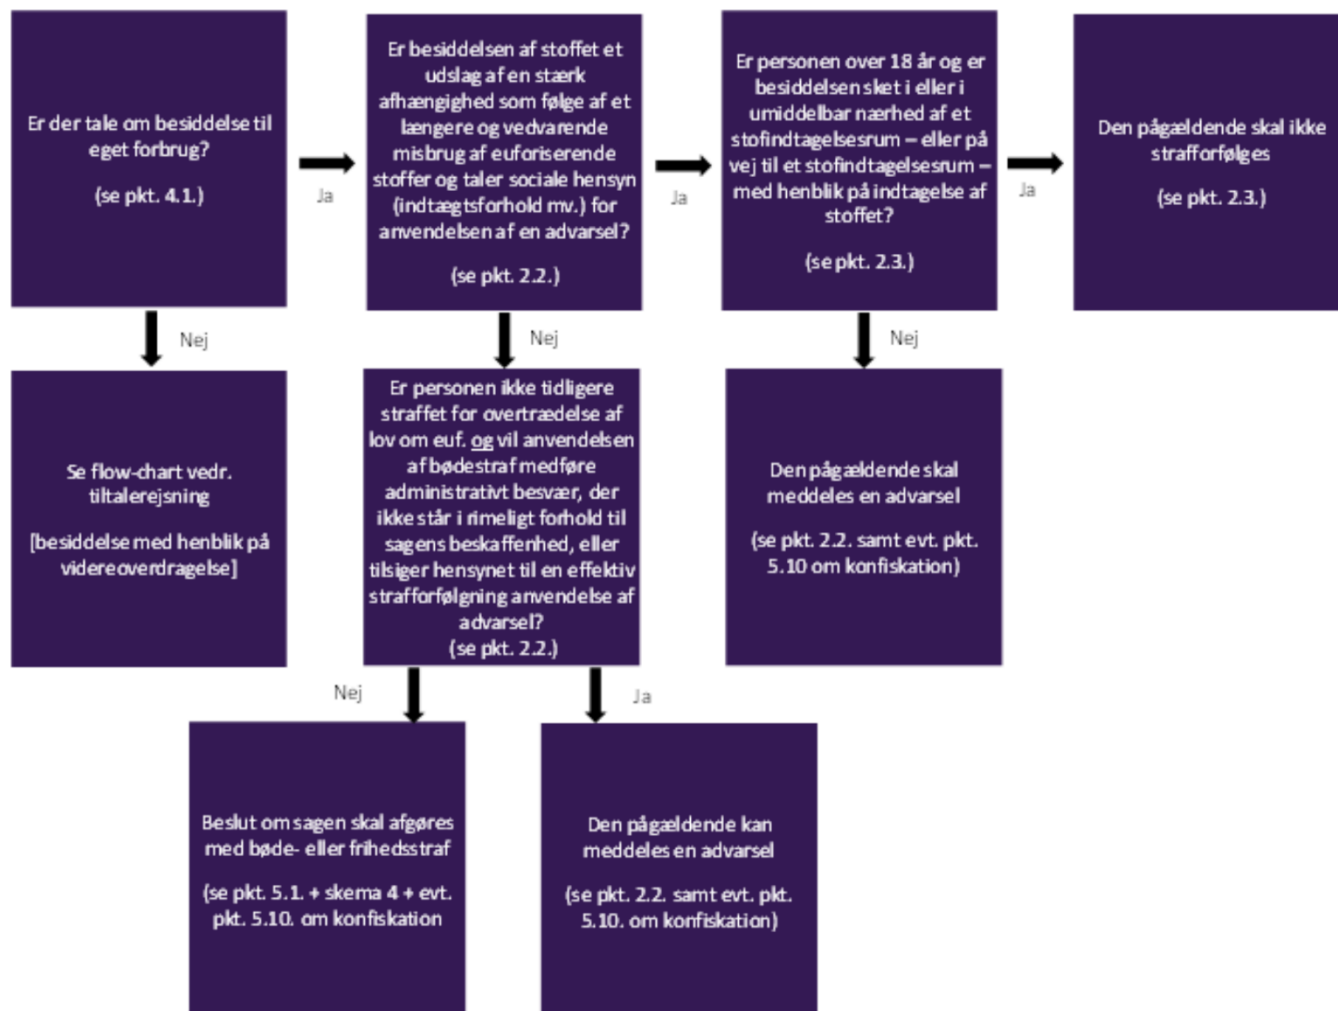 Er der tale om besiddelse til
eget forbrug?
(se pkt. 4.1.)
Ja
Er besiddelsen af stoffet et
udslag af en stærk
afhængighed som følge af et
længere og vedvarende
misbrug af euforiserende
stoffer og taler sociale hensyn
(indtægtsforhold mv.) for
anvendelsen af en advarsel?
(se pkt. 2.2.)
Ja
Er personen over 18 år og er
besiddelsen sket i eller i
umiddelbar nærhed af et
stofindtagelsesrum – eller på
vej til et stofindtagelsesrum –
med henblik på indtagelse af
stoffet?
(se pkt. 2.3.)
Ja
Den pågældende skal ikke
strafforfølges
(se pkt. 2.3.)
Nej
Nej
Nej
Se flow-chart vedr.
tiltalerejsning
[besiddelse med henblik på
videreoverdragelse]
Er personen ikke tidligere
straffet for overtrædelse af
lov om euf. og vil anvendelsen
af bødestraf medføre
administrativt besvær, der
ikke står i rimeligt forhold til
sagens beskaffenhed, eller
tilsiger hensynet til en effektiv
strafforfølgning anvendelse af
advarsel?
(se pkt. 2.2.)
Den pågældende skal
meddeles en advarsel
(se pkt. 2.2. samt evt. pkt.
5.10 om konfiskation)
Nej
Ja
Beslut om sagen skal afgøres
med bøde- eller frihedsstraf
(se pkt. 5.1. + skema 4 + evt.
pkt. 5.10. om konfiskation
Den pågældende kan
meddeles en advarsel
(se pkt. 2.2. samt evt. pkt.
5.10. om konfiskation)